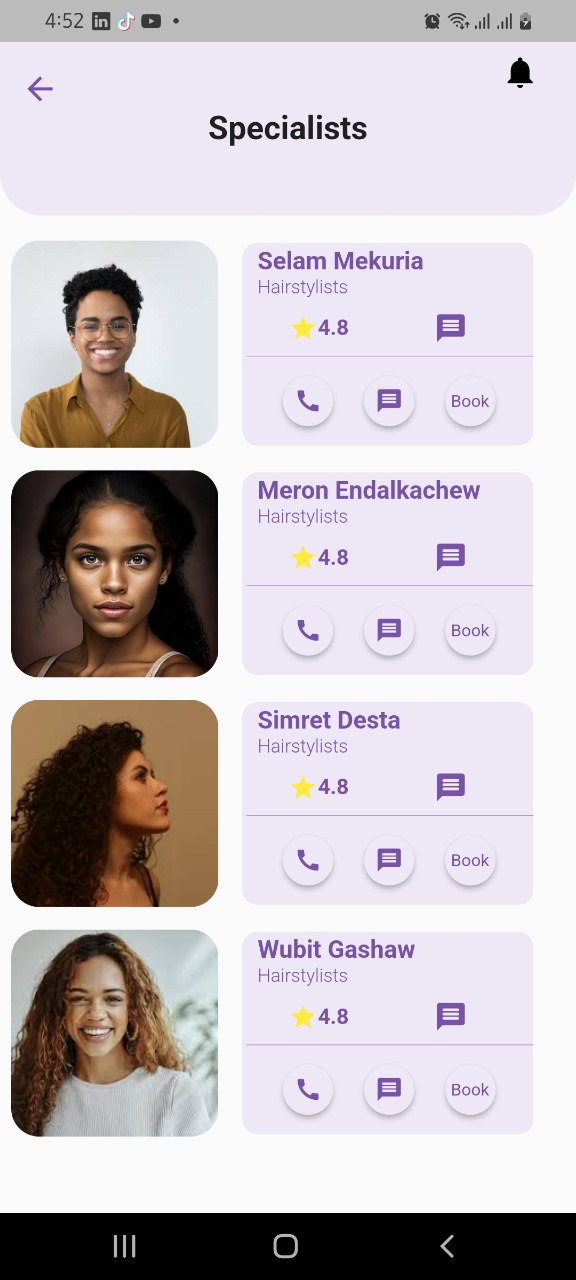 4:52
Specialists
Selam Mekuria
Hairstylists
4.8
Book
Meron Endalkachew
Hairstylists
4.8
Book
Simret Desta
Hairstylists
4.8
Book
Wubit Gashaw
Hairstylists
4.8
Book